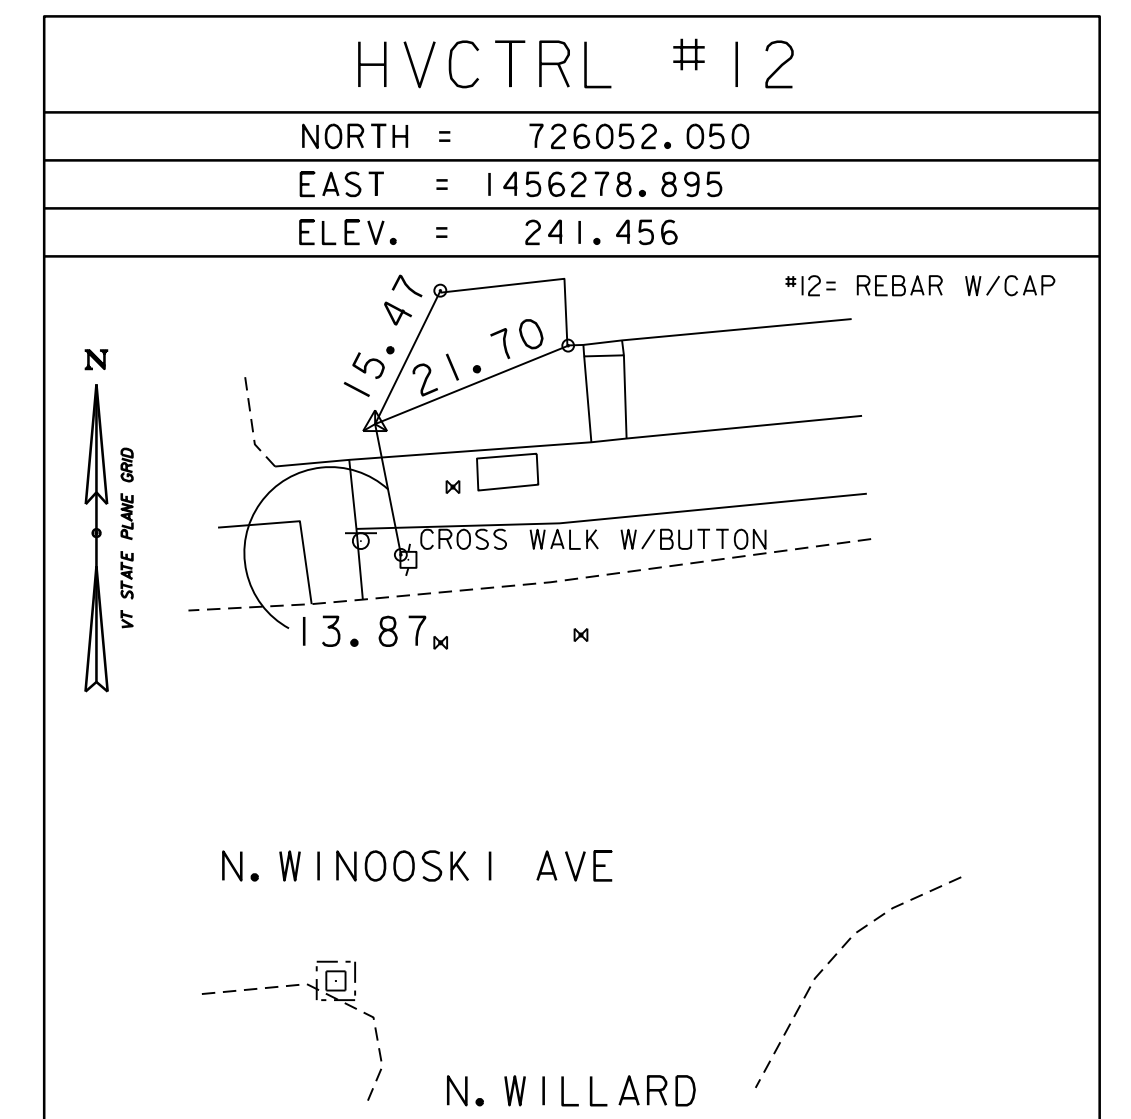 HVCTRL #12
NORTH = 726052.050
EAST = 1456278.895
ELEV. = 241.456
#12= REBAR W/CAP
15.47
21.70
N
VT STATE PLANE GRID
CROSS WALK W/BUTTON
13.87
N. WINOOSKI AVE
N. WILLARD